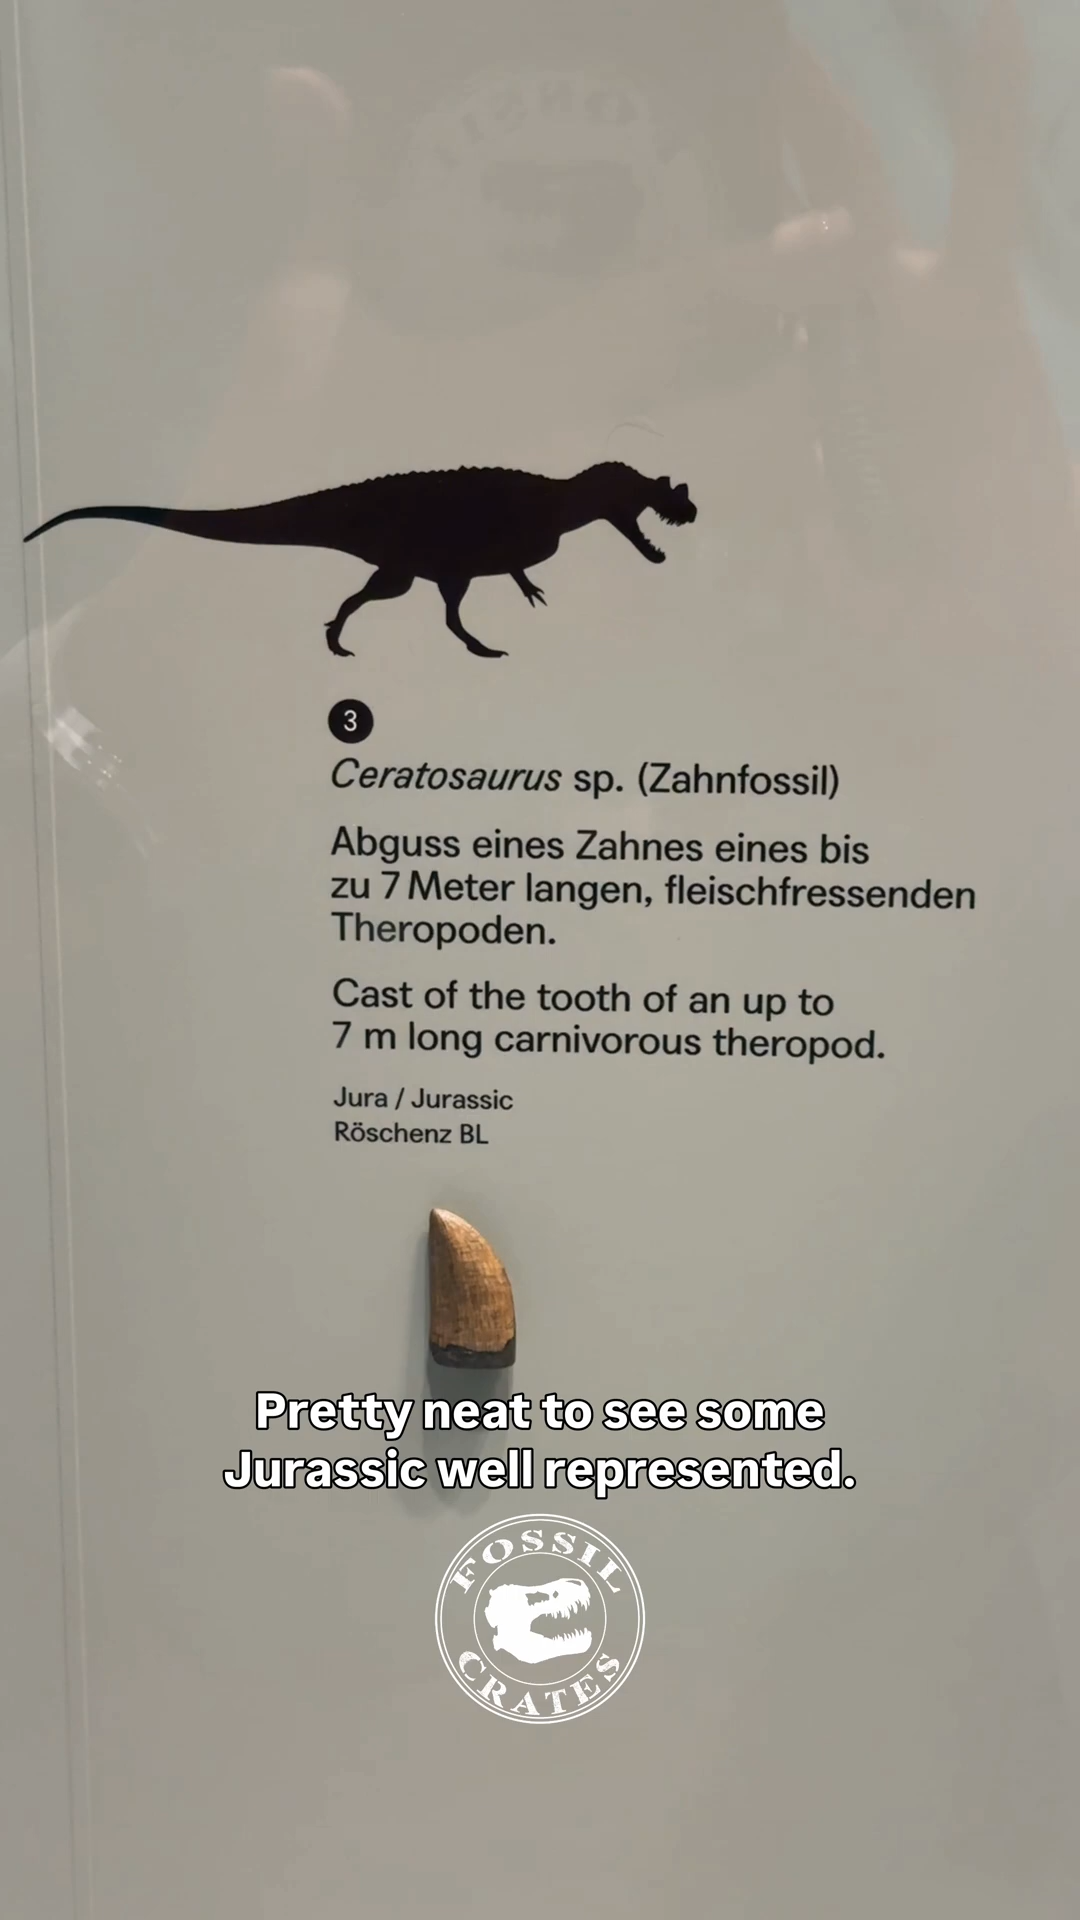 3
Ceratosaurus sp. (Zahnfossil)
Abguss eines Zahnes eines bis
zu 7 Meter langen, fleischfressenden
Theropoden.
Cast of the tooth of an up to
7 m long carnivorous theropod.
Jura / Jurassic
Röschenz BL
Pretty neat to see some
Jurassic well represented.
FOSSIL
CRATES